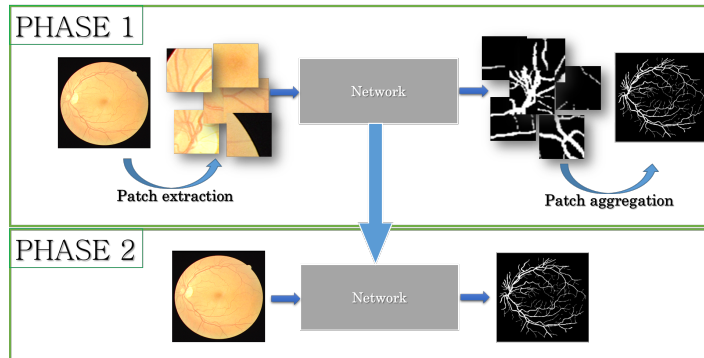 PHASE 1
Network
Patch extraction
Patch aggregation
PHASE 2
Network